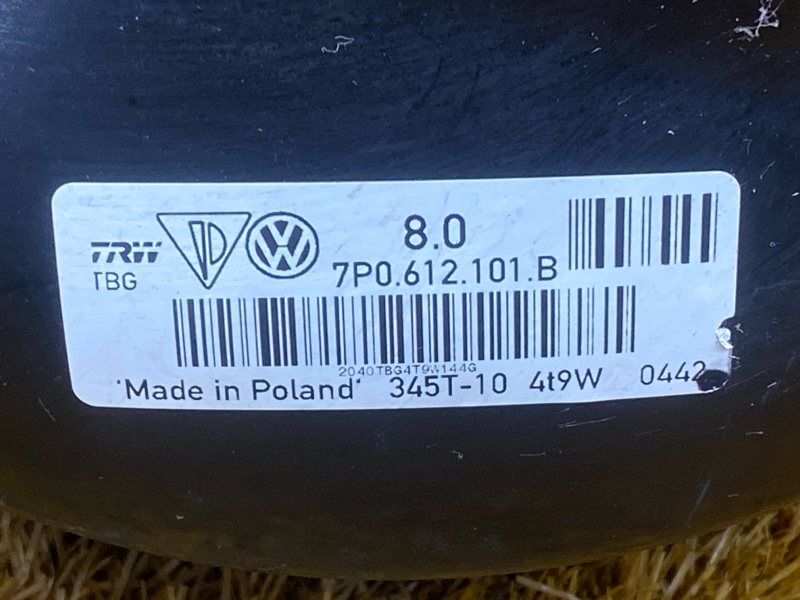 8.0
TRW
TBG
7P0.612.101.B
2040TBG4T9W144G
'Made in Poland' 345T-10 4t9W 0442